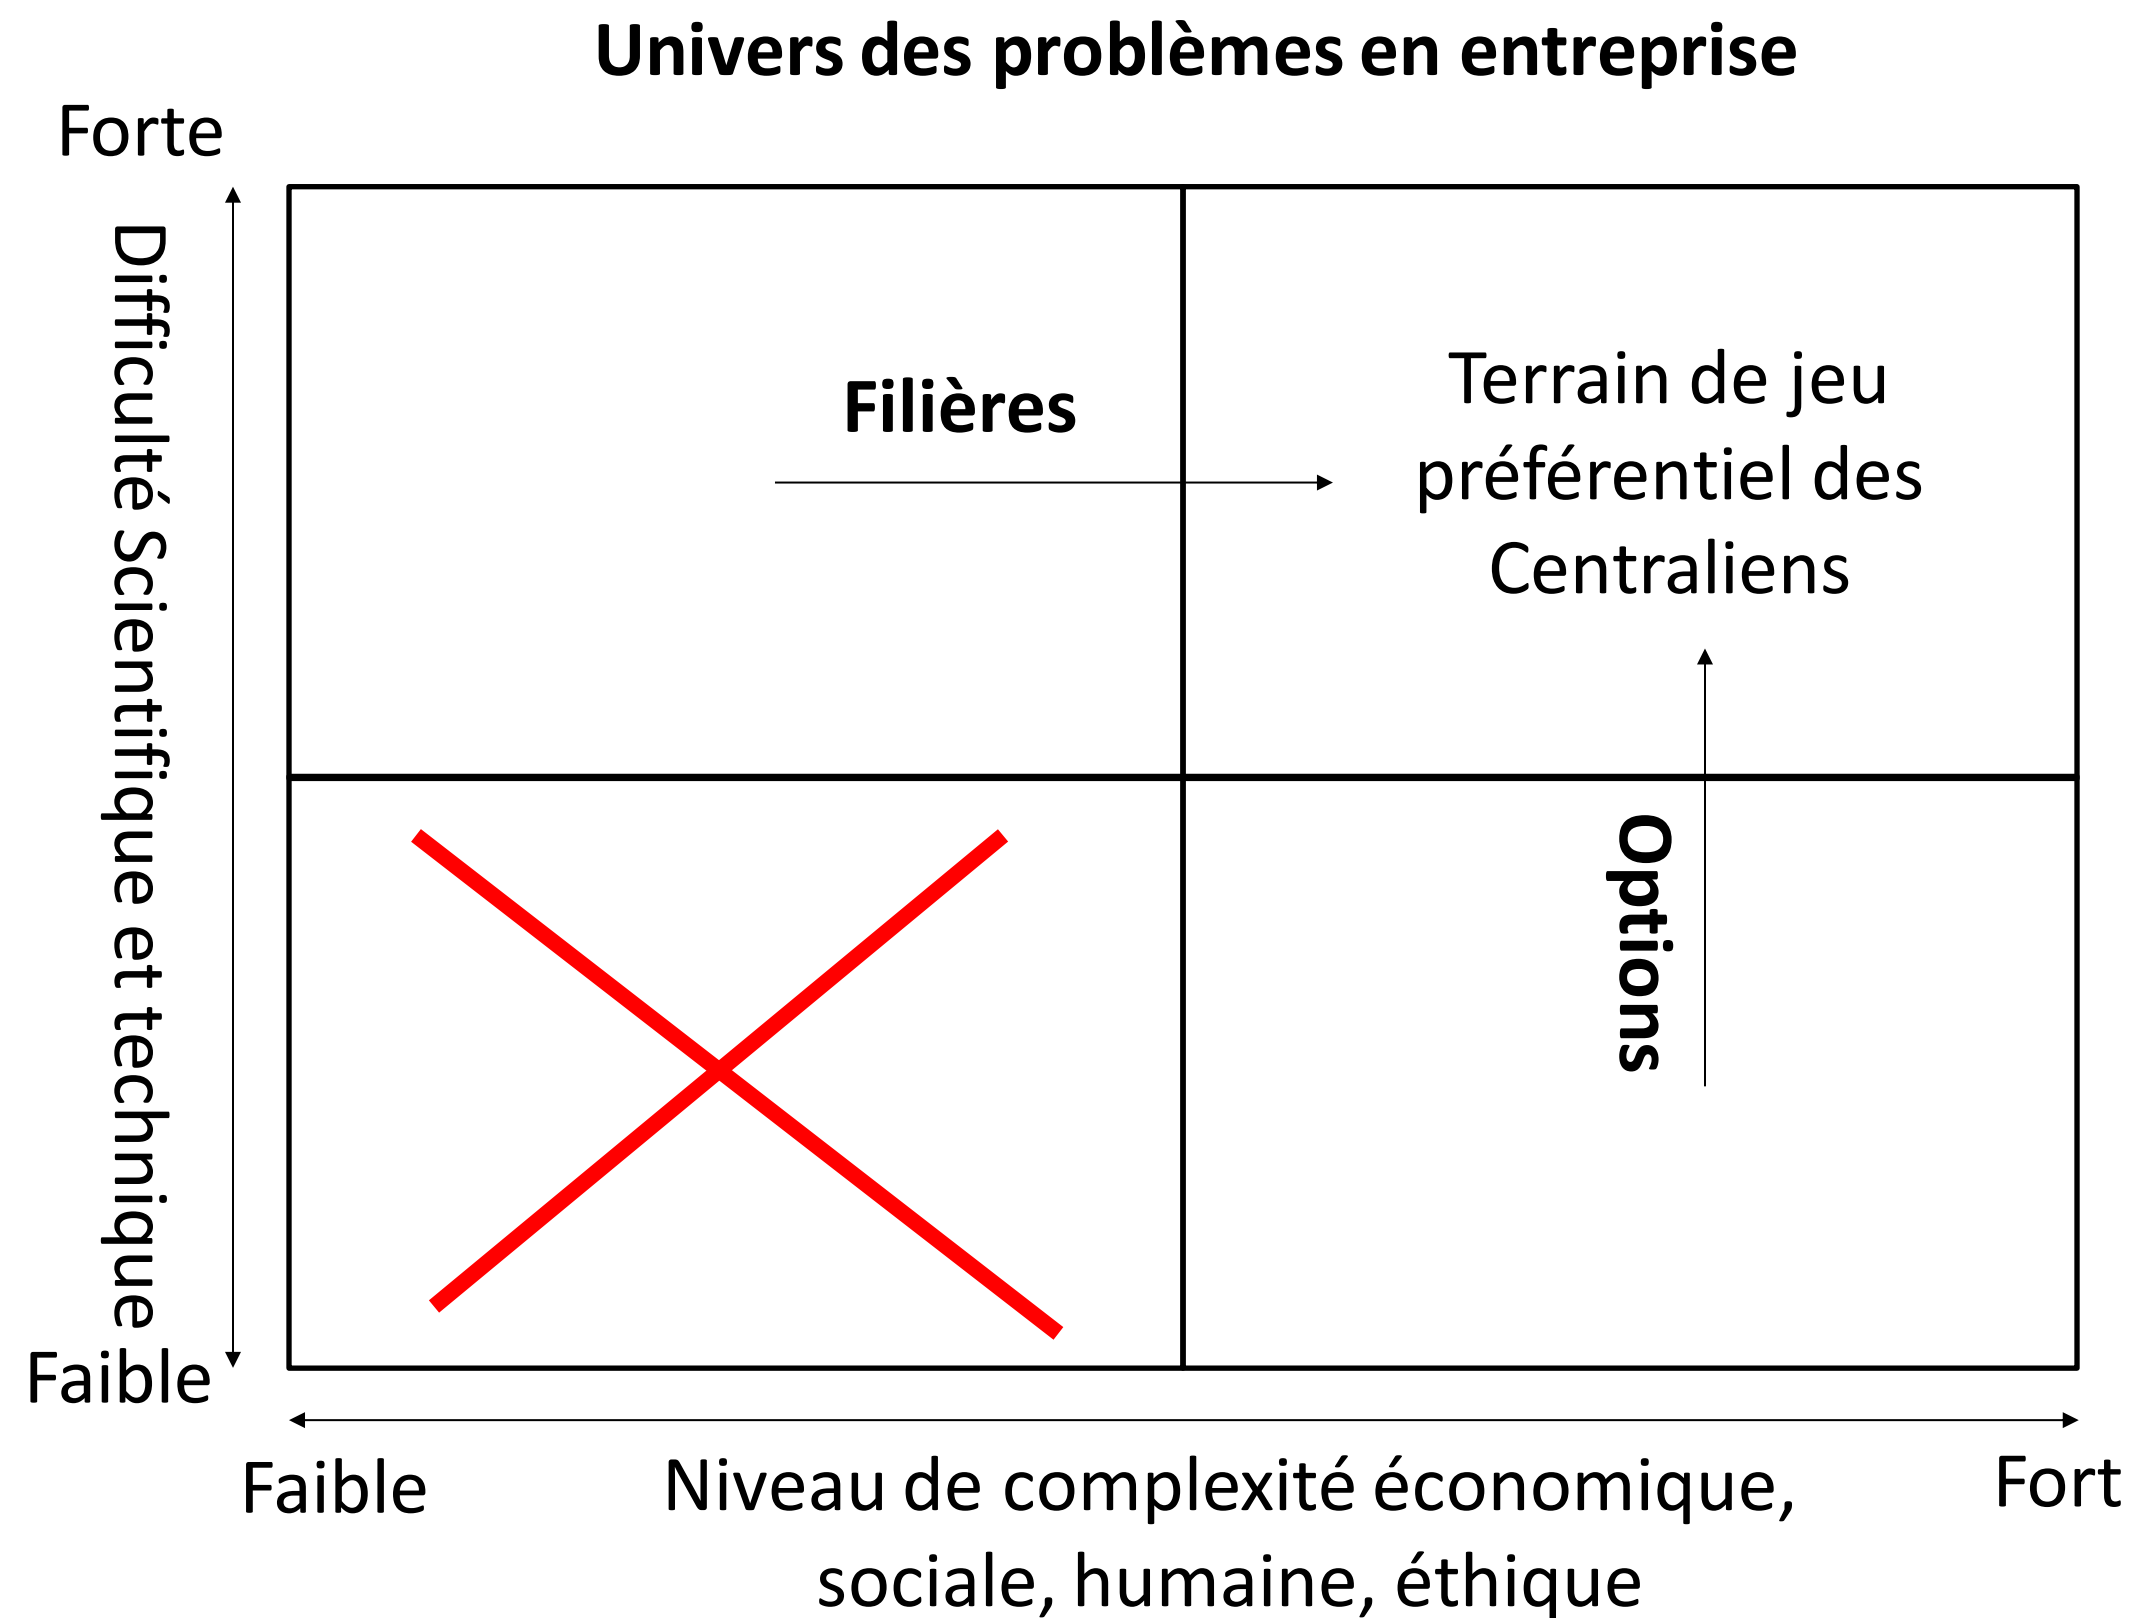 Univers des problèmes en entreprise
Forte
Difficulté Scientifique et technique
Faible
Filières
Terrain de jeu
préférentiel des
Centraliens
Options
Faible
Niveau de complexité économique,
sociale, humaine, éthique
Fort